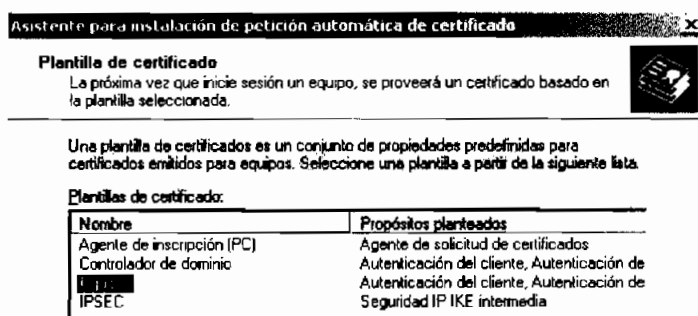 Asistente para instalación de petición automática de certificado
Plantilla de certificado
La próxima vez que inicie sesión un equipo, se proveerá un certificado basado en
la plantilla seleccionada.
Una plantilla de certificados es un conjunto de propiedades predefinidas para
certificados emitidos para equipos. Seleccione una plantilla a partir de la siguiente lista.
Plantillas de certificado:
Nombre Propósitos planteados
Agente de inscripción (PC) Agente de solicitud de certificados
Controlador de dominio Autenticación del cliente, Autenticación de
Autenticación del cliente, Autenticación de
IPSEC Seguridad IP IKE intermedia